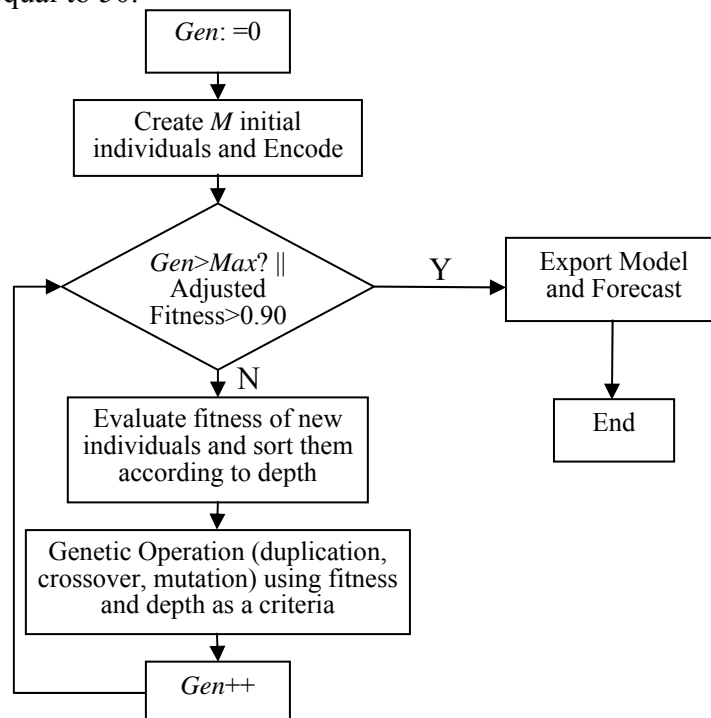 equal to 50.
Gen: =0
Create M initial
individuals and Encode
Gen>Max? ||
Adjusted
Fitness>0.90
Y
Export Model
and Forecast
N
End
Evaluate fitness of new
individuals and sort them
according to depth
Genetic Operation (duplication,
crossover, mutation) using fitness
and depth as a criteria
Gen++